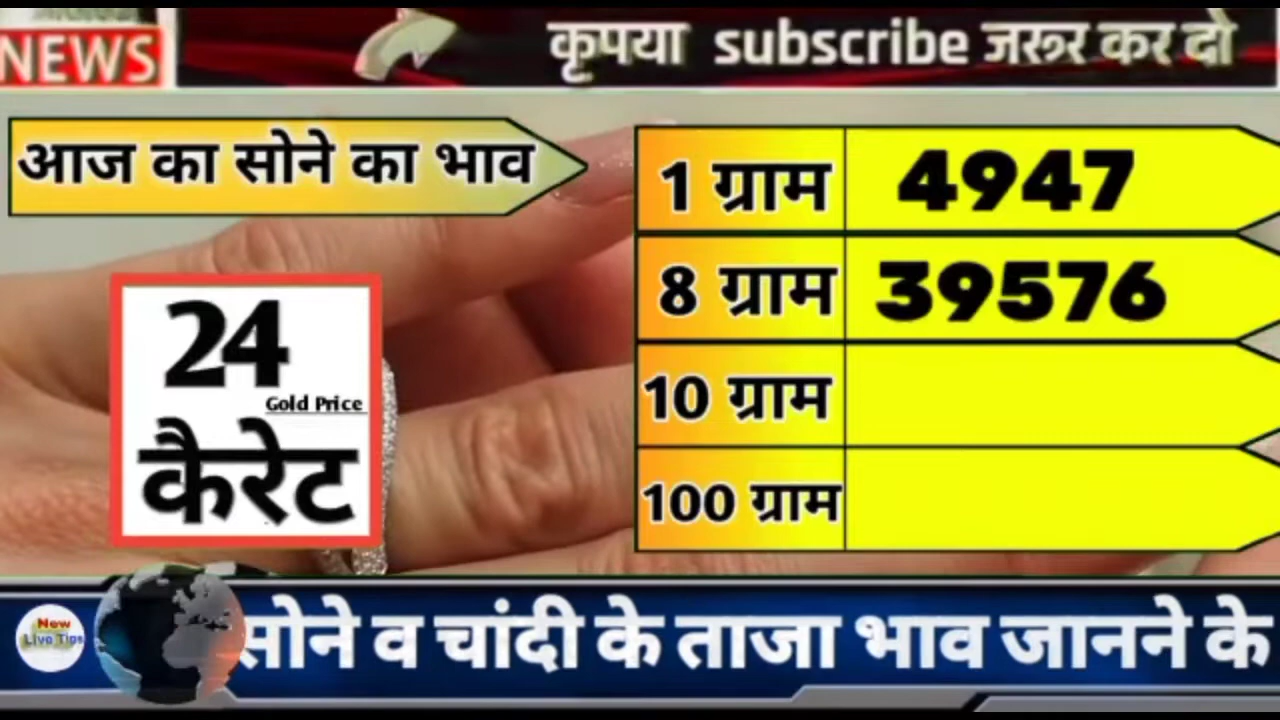 NEWS
कृपया subscribe जरूर कर दो
आज का सोने का भाव
24
Gold Price
कैरेट
1 ग्राम 4947
8 ग्राम 39576
10 ग्राम
100 ग्राम
New
Live Tips
सोने व चांदी के ताजा भाव जानने के